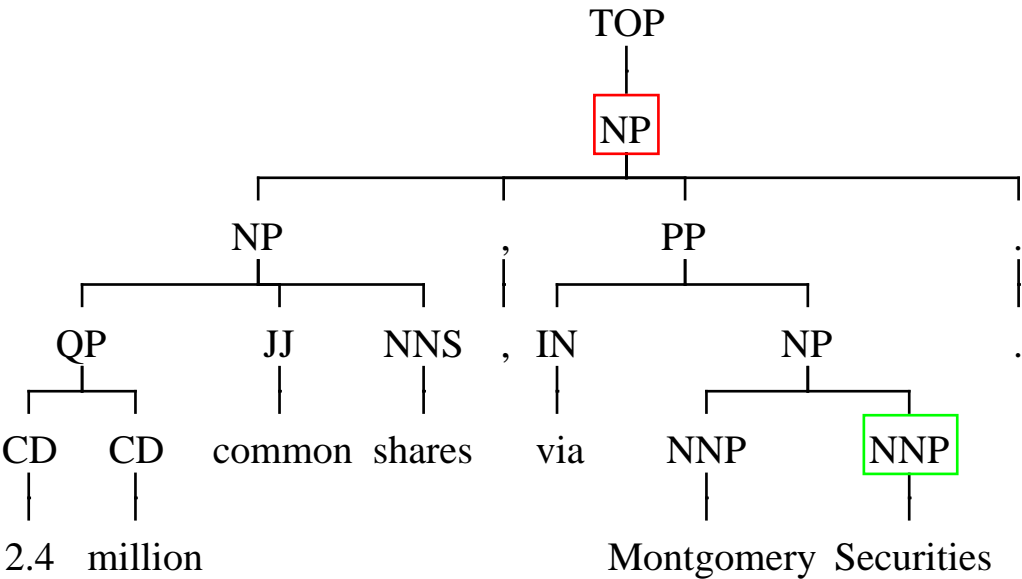 TOP
NP
NP , PP .
QP JJ NNS , IN NP .
CD CD common shares via NNP NNP
2.4 million Montgomery Securities